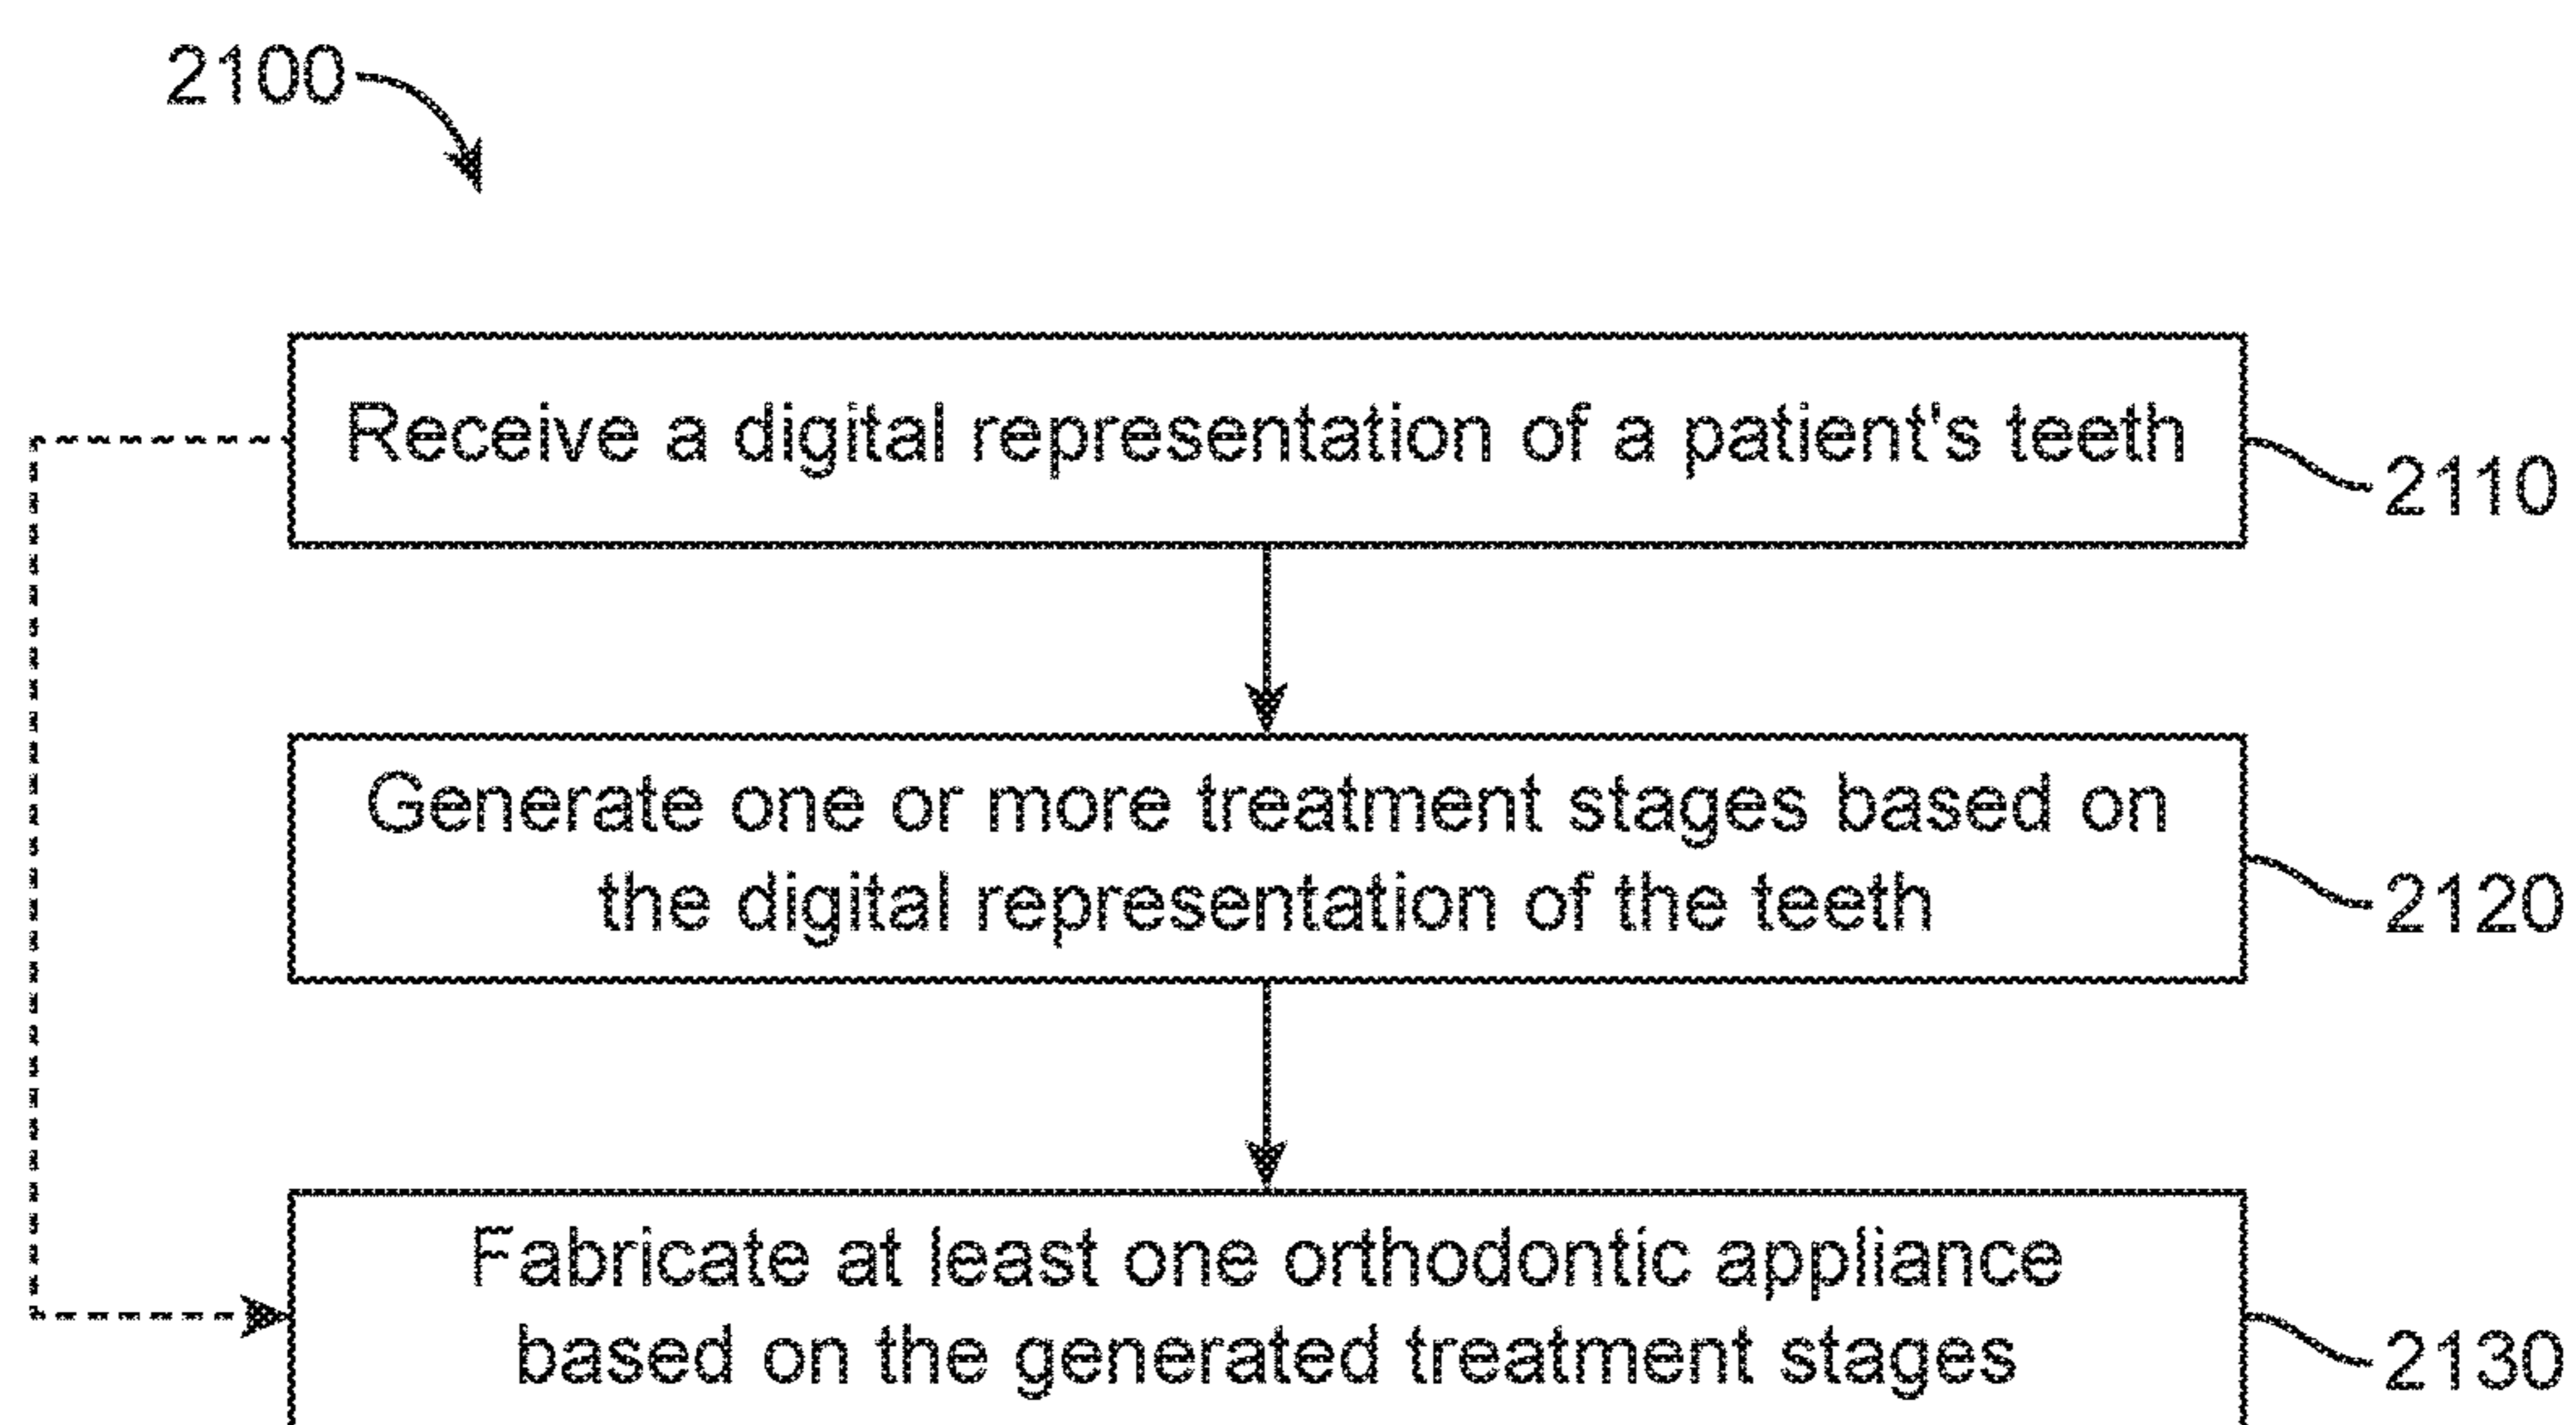 2100
Receive a digital representation of a patient's teeth
2110
Generate one or more treatment stages based on
the digital representation of the teeth
2120
Fabricate at least one orthodontic appliance
based on the generated treatment stages
2130